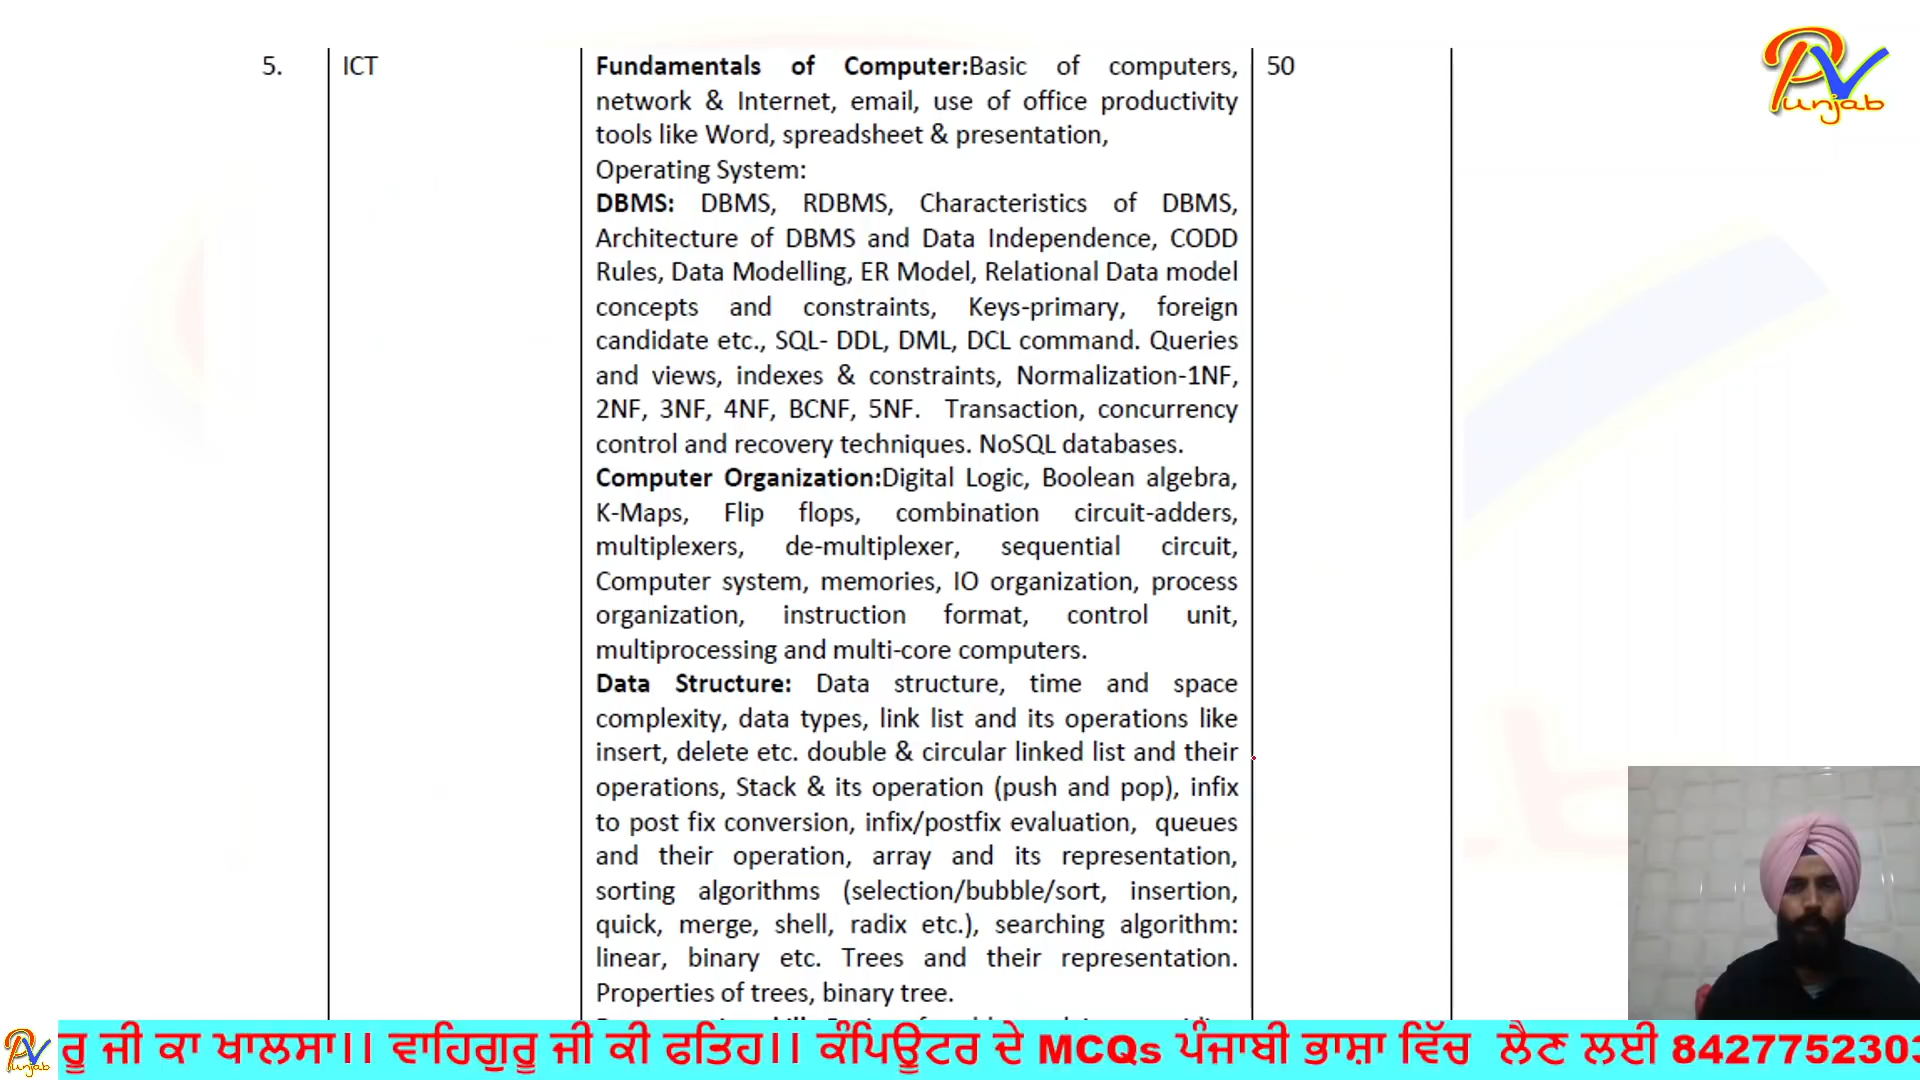 5.
ICT
Fundamentals of Computer:Basic of computers,
50
network & Internet, email, use of office productivity
tools like Word, spreadsheet & presentation,
Operating System:
DBMS: DBMS, RDBMS, Characteristics of DBMS,
Architecture of DBMS and Data Independence, CODD
Rules, Data Modelling, ER Model, Relational Data model
concepts and constraints, Keys-primary, foreign
candidate etc., SQL- DDL, DML, DCL command. Queries
and views, indexes & constraints, Normalization-1NF,
2NF, 3NF, 4NF, BCNF, 5NF. Transaction, concurrency
control and recovery techniques. NoSQL databases.
Computer Organization:Digital Logic, Boolean algebra,
K-Maps, Flip flops, combination circuit-adders,
multiplexers, de-multiplexer, sequential circuit,
Computer system, memories, IO organization, process
organization, instruction format, control unit,
multiprocessing and multi-core computers.
Data Structure: Data structure, time and space
complexity, data types, link list and its operations like
insert, delete etc. double & circular linked list and their
operations, Stack & its operation (push and pop), infix
to post fix conversion, infix/postfix evaluation, queues
and their operation, array and its representation,
sorting algorithms (selection/bubble/sort, insertion,
quick, merge, shell, radix etc.), searching algorithm:
linear, binary etc. Trees and their representation.
Properties of trees, binary tree.
PV
Punjab
ਰੂ ਜੀ ਕਾ ਖਾਲਸਾ।। ਵਾਹਿਗੁਰੂ ਜੀ ਕੀ ਫਤਿਹ।। ਕੰਪਿਊਟਰ ਦੇ MCQs ਪੰਜਾਬੀ ਭਾਸ਼ਾ ਵਿੱਚ ਲੈਣ ਲਈ 8427752303